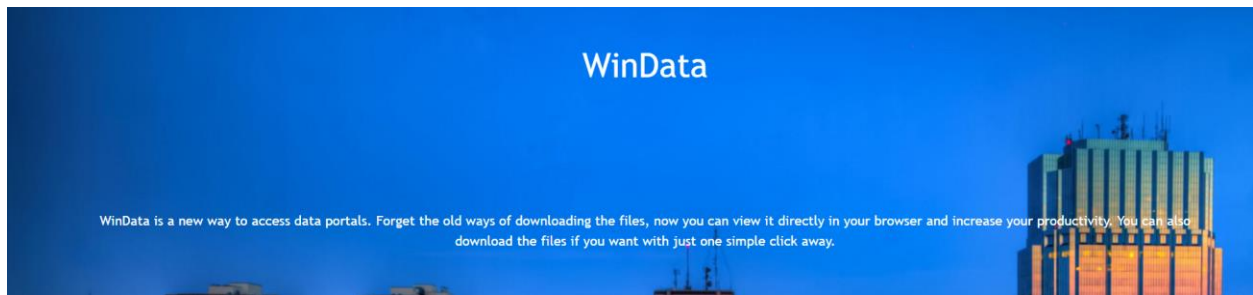 WinData
WinData is a new way to access data portals. Forget the old ways of downloading the files, now you can view it directly in your browser and increase your productivity. You can also
download the files if you want with just one simple click away.